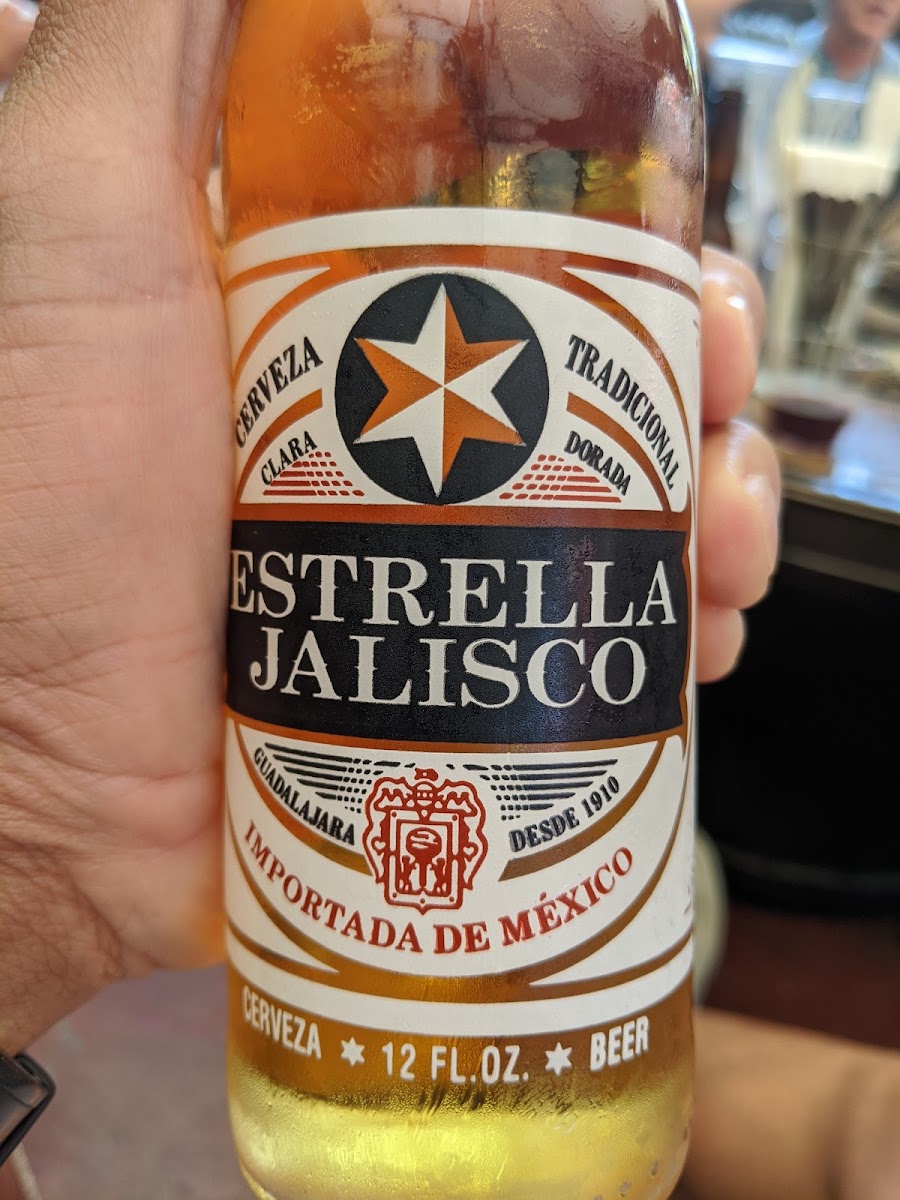 CERVEZA TRADICIONAL
CLARA DORADA
ESTRELLA
JALISCO
GUADALAJARA DESDE 1910
IMPORTADA DE MÉXICO
CERVEZA ✶ 12 FL.OZ. ✶ BEER